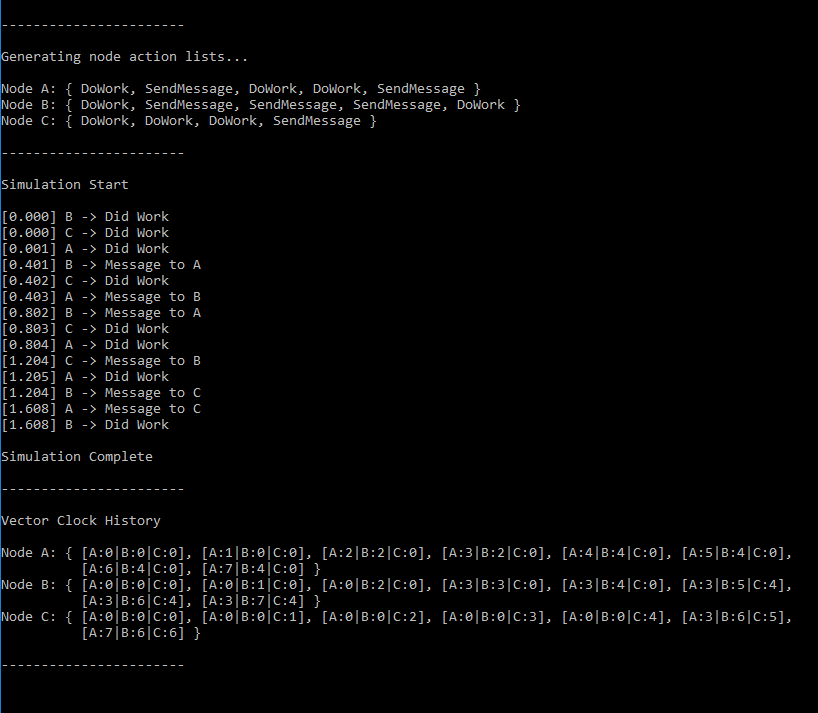 -----------------------
Generating node action lists...
Node A: { DoWork, SendMessage, DoWork, DoWork, SendMessage }
Node B: { DoWork, SendMessage, SendMessage, SendMessage, DoWork }
Node C: { DoWork, DoWork, DoWork, SendMessage }
-----------------------
Simulation Start
[0.000] B -> Did Work
[0.000] C -> Did Work
[0.001] A -> Did Work
[0.401] B -> Message to A
[0.402] C -> Did Work
[0.403] A -> Message to B
[0.802] B -> Message to A
[0.803] C -> Did Work
[0.804] A -> Did Work
[1.204] C -> Message to B
[1.205] A -> Did Work
[1.204] B -> Message to C
[1.608] A -> Message to C
[1.608] B -> Did Work
Simulation Complete
-----------------------
Vector Clock History
Node A: { [A:0|B:0|C:0], [A:1|B:0|C:0], [A:2|B:2|C:0], [A:3|B:2|C:0], [A:4|B:4|C:0], [A:5|B:4|C:0],
[A:6|B:4|C:0], [A:7|B:4|C:0] }
Node B: { [A:0|B:0|C:0], [A:0|B:1|C:0], [A:0|B:2|C:0], [A:3|B:3|C:0], [A:3|B:4|C:0], [A:3|B:5|C:4],
[A:3|B:6|C:4], [A:3|B:7|C:4] }
Node C: { [A:0|B:0|C:0], [A:0|B:0|C:1], [A:0|B:0|C:2], [A:0|B:0|C:3], [A:0|B:0|C:4], [A:3|B:6|C:5],
[A:7|B:6|C:6] }
-----------------------